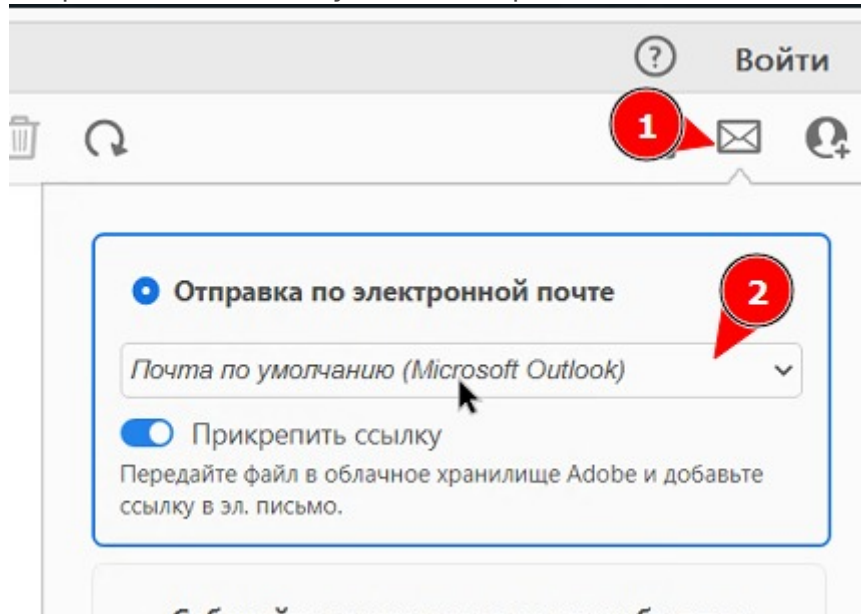 Войти
1
2
Отправка по электронной почте
Почта по умолчанию (Microsoft Outlook)
Прикрепить ссылку
Передайте файл в облачное хранилище Adobe и добавьте
ссылку в эл. письмо.